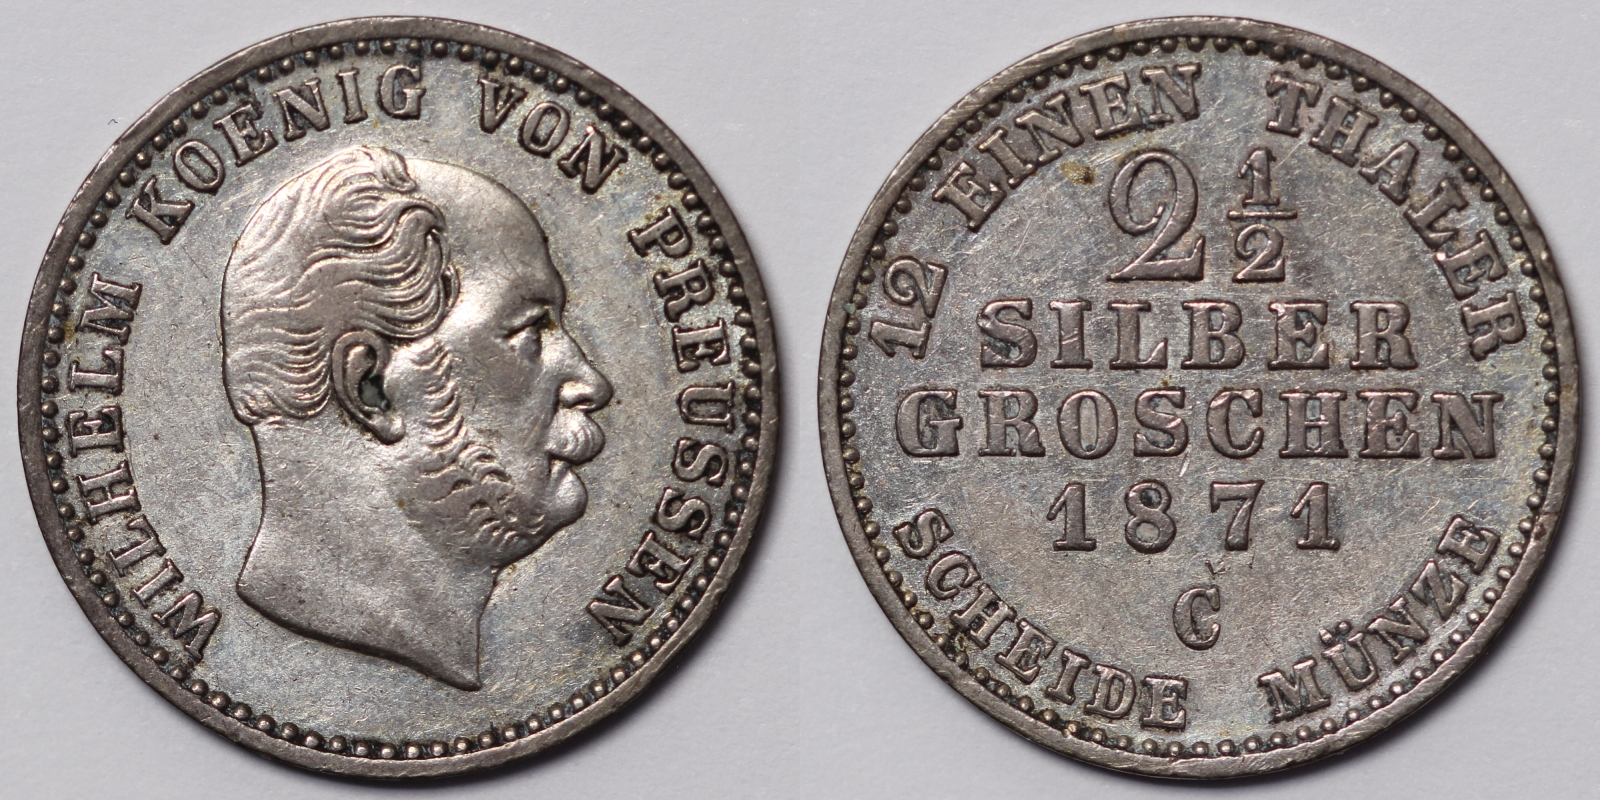 WILHELM KOENIG VON PREUSSEN
12 EINEN THALER
2 1/2
SILBER
GROSCHEN
1871
C
SCHEIDE MÜNZE